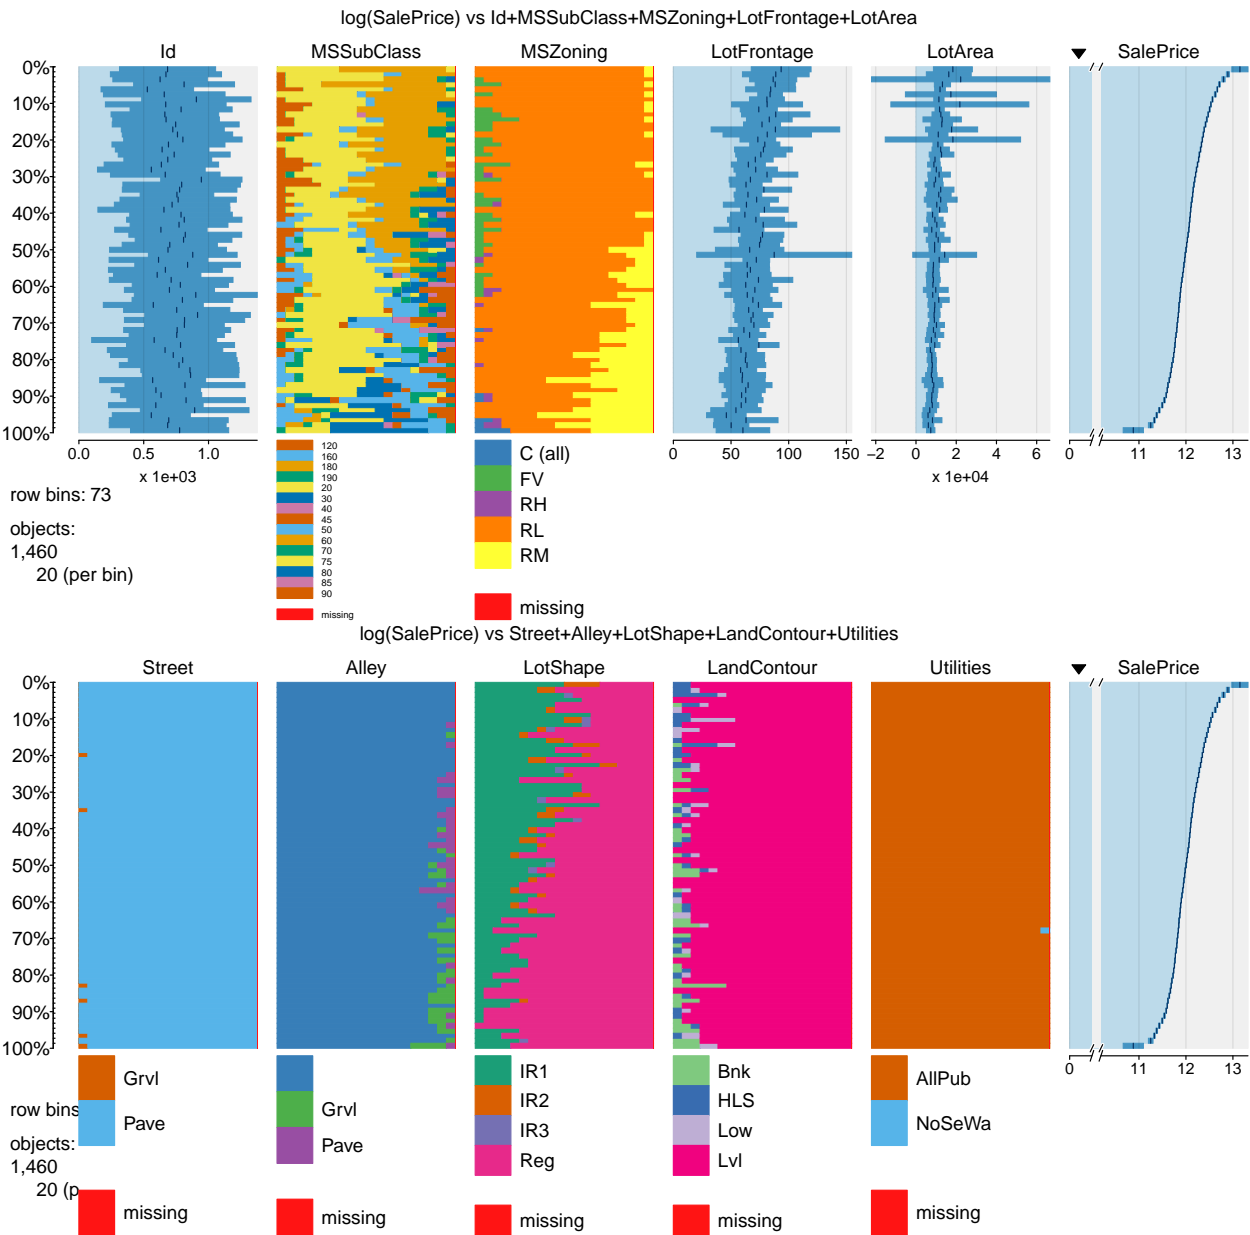 log(SalePrice) vs Id+MSSubClass+MSZoning+LotFrontage+LotArea
Id MSSubClass MSZoning LotFrontage LotArea SalePrice
0%
10%
20%
30%
40%
50%
60%
70%
80%
90%
100%
0.0 0.5 1.0
x 1e+03
120
160
180
190
20
30
40
45
50
60
70
75
80
85
90
missing
C (all)
FV
RH
RL
RM
missing
0 50 100 150
−2 0 2 4 6
x 1e+04
0 11 12 13
row bins: 73
objects:
1,460
20 (per bin)
log(SalePrice) vs Street+Alley+LotShape+LandContour+Utilities
Street Alley LotShape LandContour Utilities SalePrice
0%
10%
20%
30%
40%
50%
60%
70%
80%
90%
100%
Grvl
Pave
missing
Grvl
Pave
missing
IR1
IR2
IR3
Reg
missing
Bnk
HLS
Low
Lvl
missing
AllPub
NoSeWa
missing
0 11 12 13
row bins
objects:
1,460
20 (p